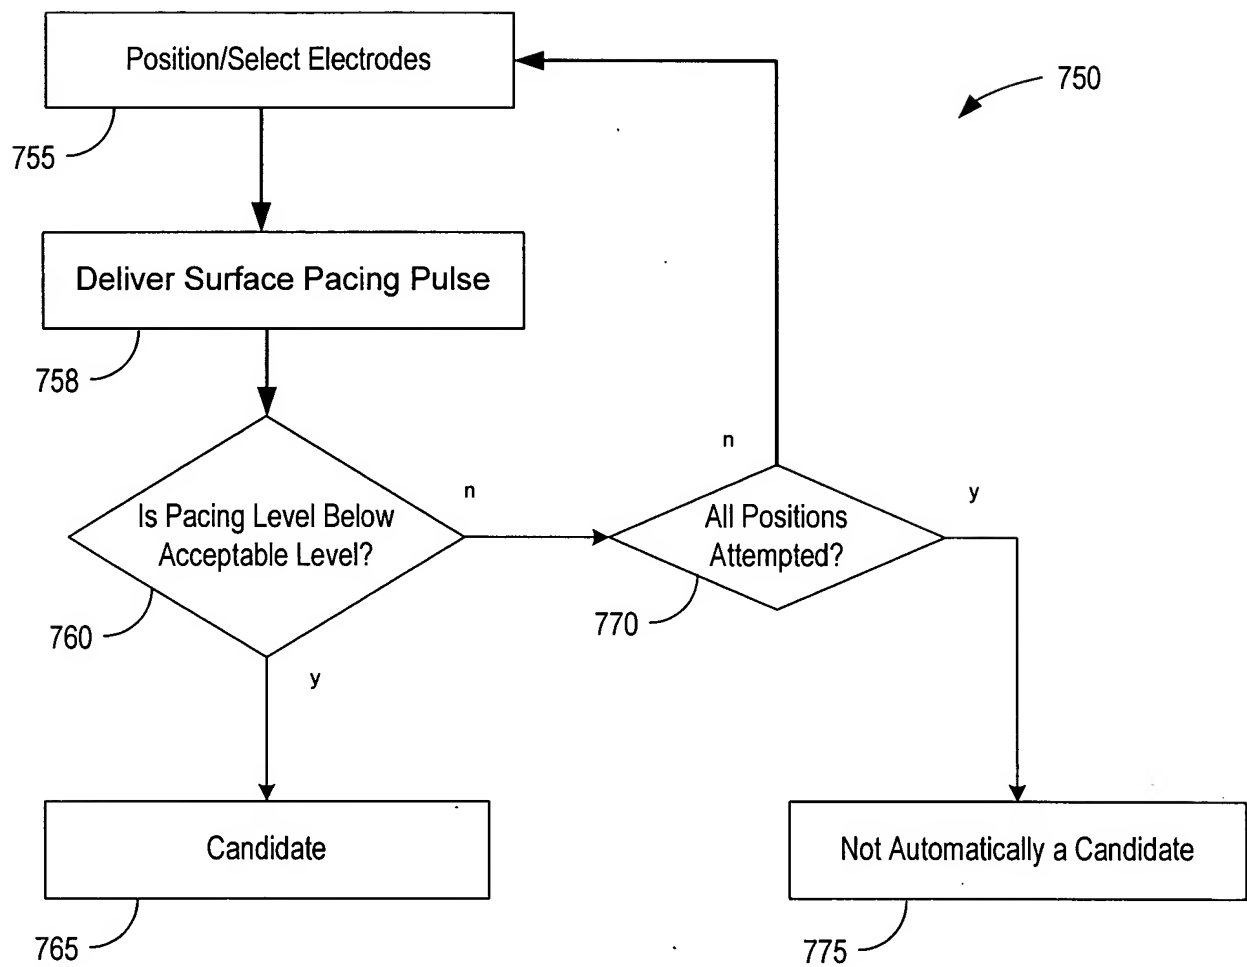 Position/Select Electrodes
750
755
Deliver Surface Pacing Pulse
758
n
n
y
Is Pacing Level Below
Acceptable Level?
All Positions
Attempted?
760
770
y
Candidate
Not Automatically a Candidate
765
775